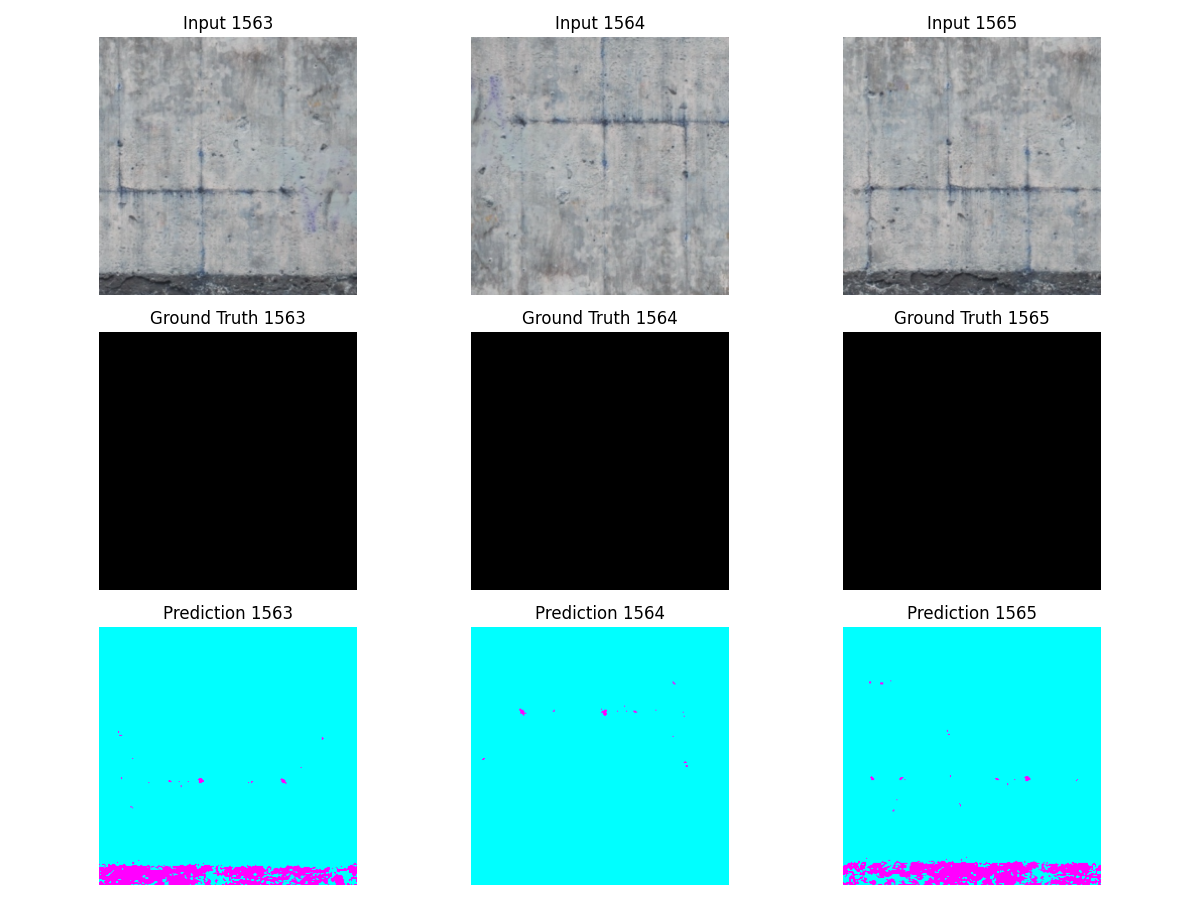 Input 1563
Input 1564
Input 1565
Ground Truth 1563
Ground Truth 1564
Ground Truth 1565
Prediction 1563
Prediction 1564
Prediction 1565